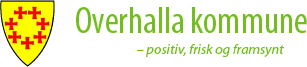 Overhalla kommune
– positiv, frisk og framsynt